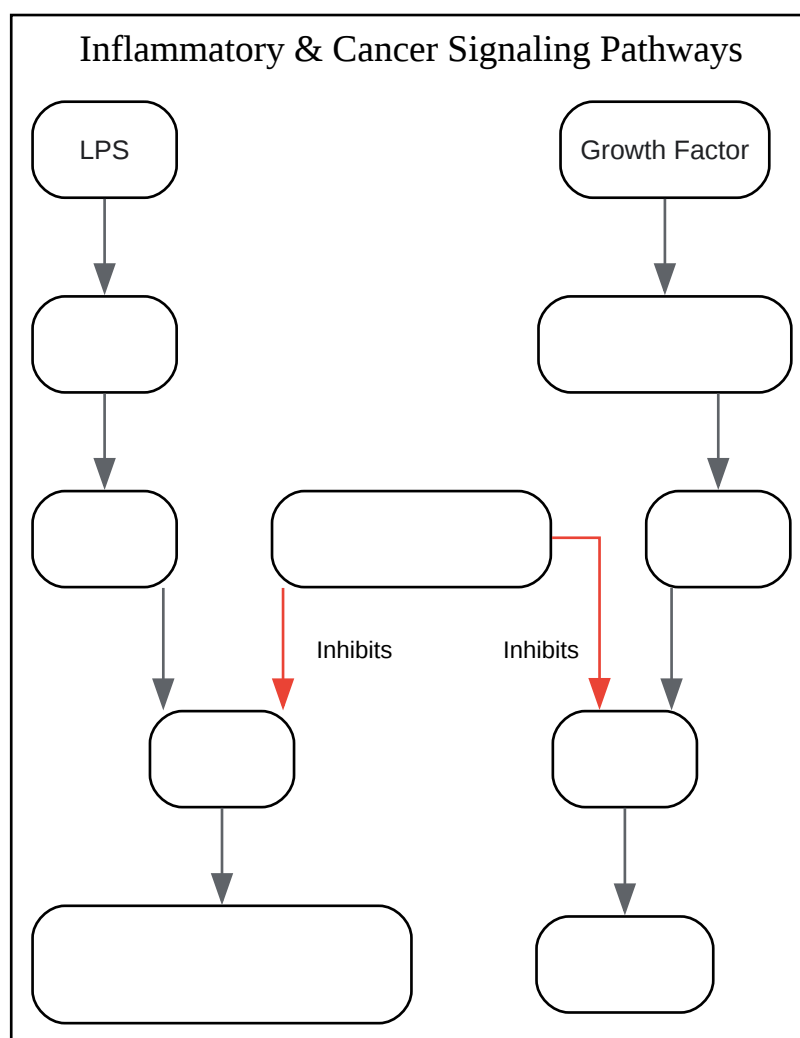 Inflammatory & Cancer Signaling Pathways
LPS
Growth Factor
Inhibits
Inhibits